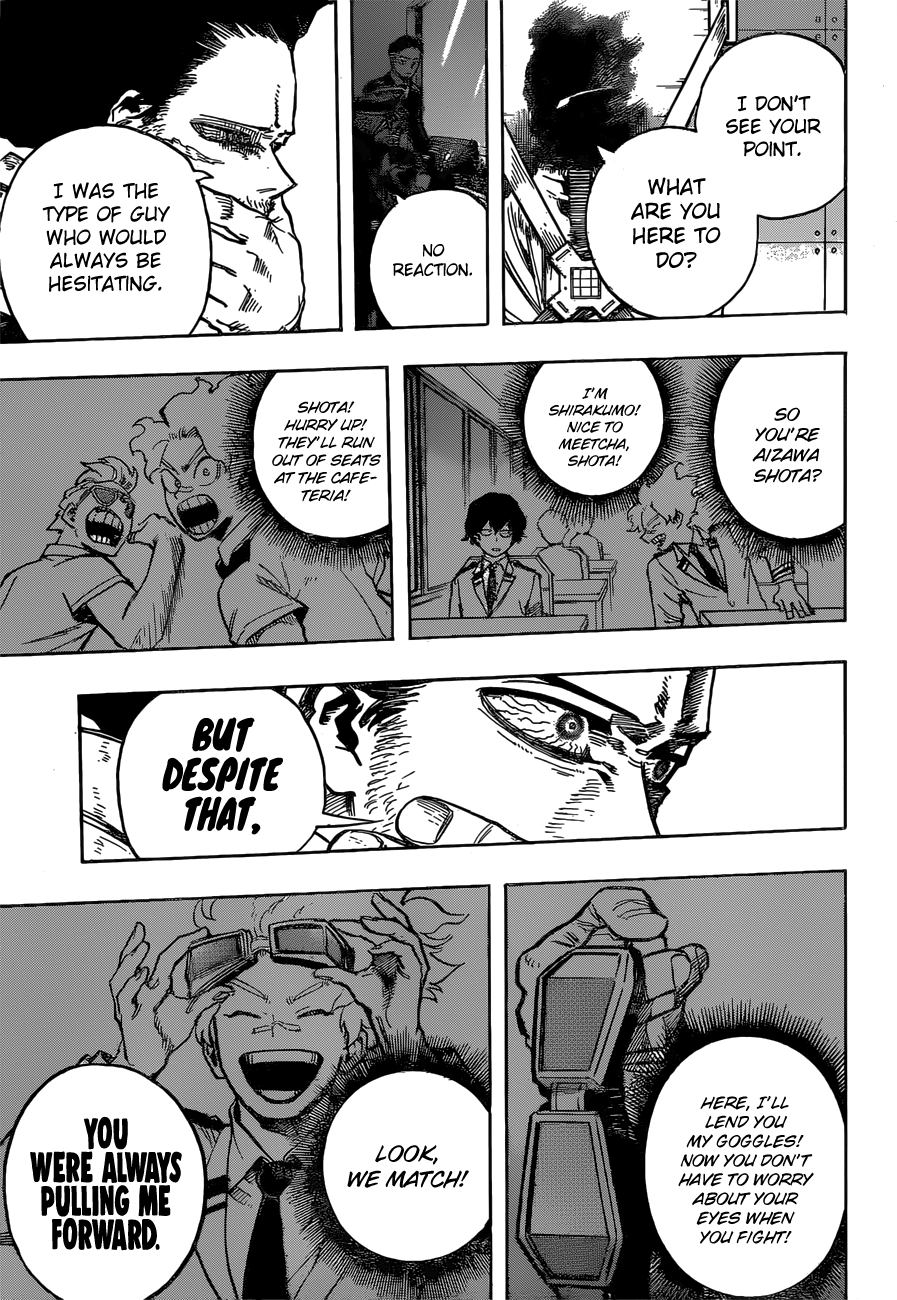 I DON'T
SEE YOUR
POINT.
WHAT
ARE YOU
HERE TO
DO?
NO
REACTION.
I WAS THE
TYPE OF GUY
WHO WOULD
ALWAYS BE
HESITATING.
SO
YOU'RE
AIZAWA
SHOTA?
I'M
SHIRAKUMO!
NICE TO
MEETCHA,
SHOTA!
SHOTA!
HURRY UP!
THEY'LL RUN
OUT OF SEATS
AT THE CAFE-
TERIA!
BUT
DESPITE
THAT,
HERE, I'LL
LEND YOU
MY GOGGLES!
NOW YOU DON'T
HAVE TO WORRY
ABOUT YOUR
EYES WHEN
YOU FIGHT!
LOOK,
WE MATCH!
YOU
WERE ALWAYS
PULLING ME
FORWARD.